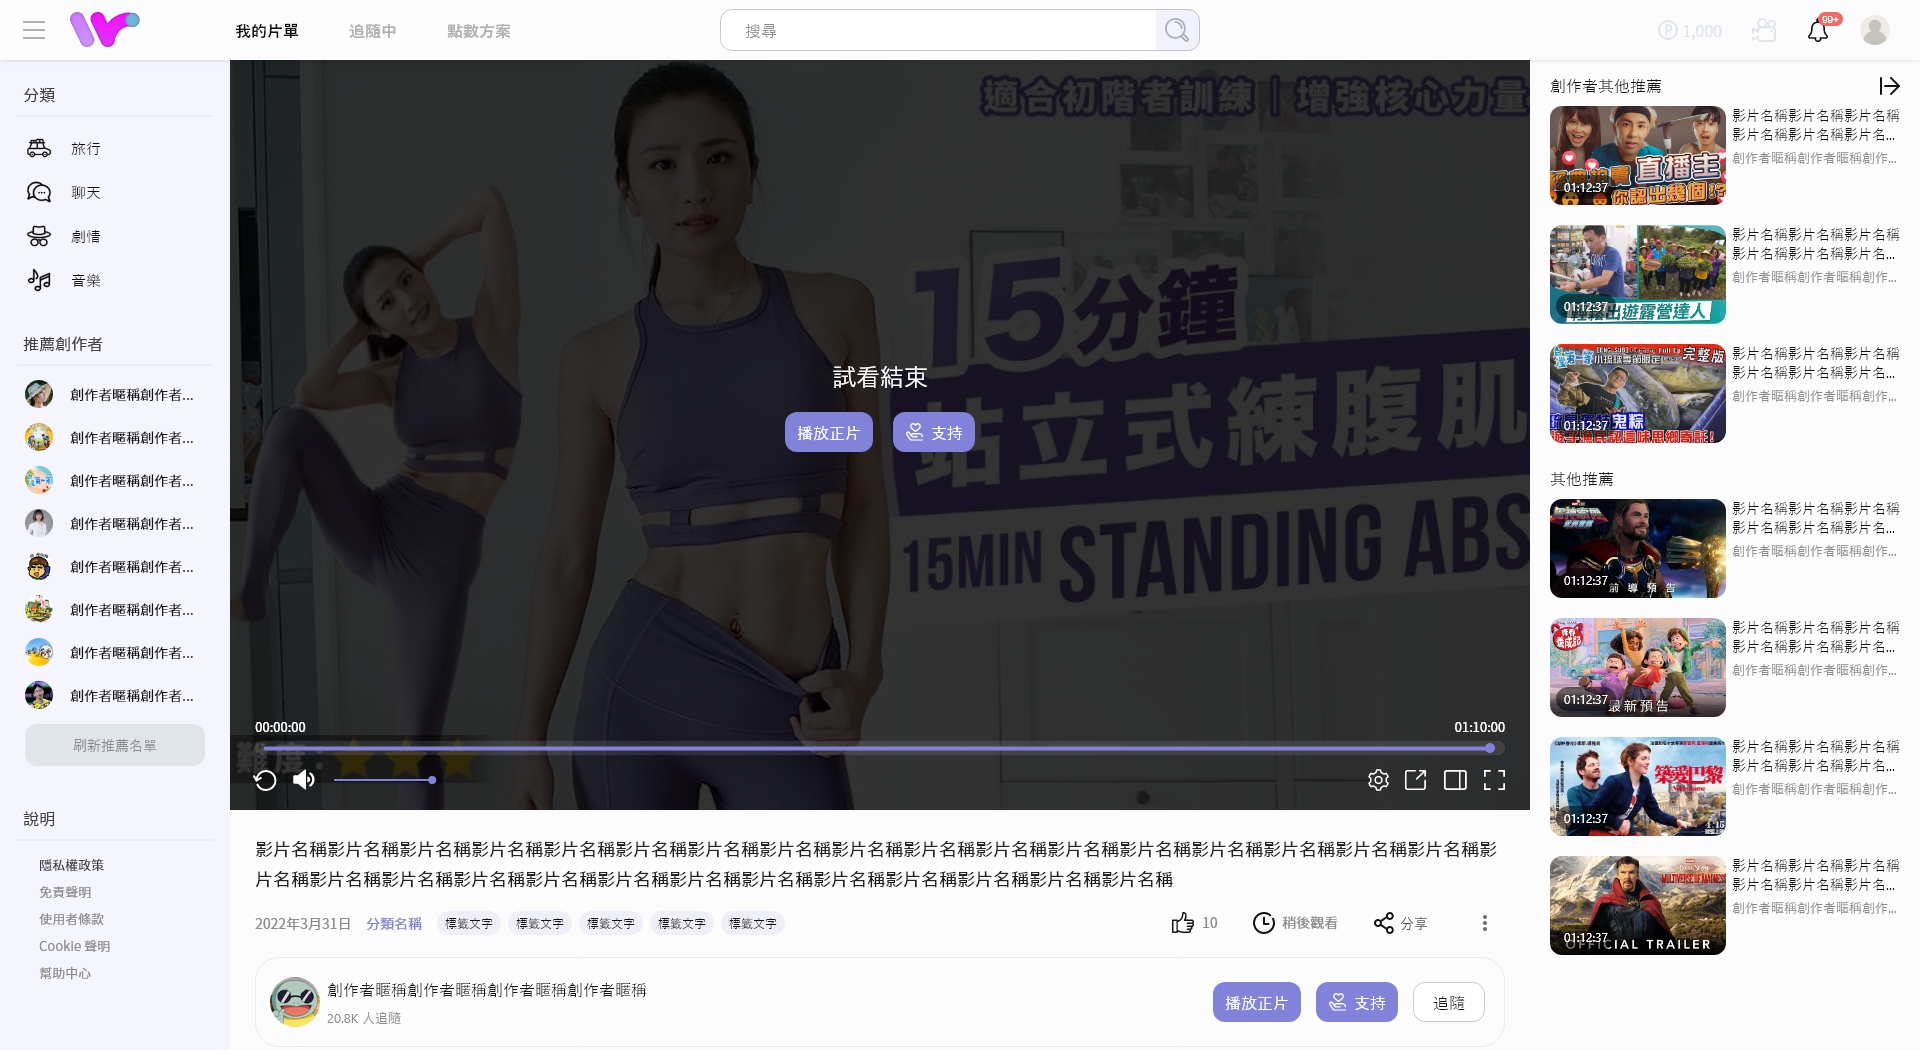 我的片單
追隨中
點數方案
搜尋
1,000
99+
分類
旅行
聊天
劇情
音樂
推薦創作者
創作者暱稱創作者...
創作者暱稱創作者...
創作者暱稱創作者...
創作者暱稱創作者...
創作者暱稱創作者...
創作者暱稱創作者...
創作者暱稱創作者...
創作者暱稱創作者...
刷新推薦名單
說明
隱私權政策
免責聲明
使用者條款
Cookie 聲明
幫助中心
適合初階者訓練|增強核心力量
15分鐘
站立式練腹肌
15MIN STANDING ABS
試看結束
播放正片
支持
難度:
00:00:00
01:10:00
影片名稱影片名稱影片名稱影片名稱影片名稱影片名稱影片名稱影片名稱影片名稱影片名稱影片名稱影片名稱影片名稱影片名稱影片名稱影片名稱影片名稱影
片名稱影片名稱影片名稱影片名稱影片名稱影片名稱影片名稱影片名稱影片名稱影片名稱影片名稱影片名稱影片名稱
2022年3月31日
分類名稱
標籤文字
標籤文字
標籤文字
標籤文字
標籤文字
10
稍後觀看
分享
創作者暱稱創作者暱稱創作者暱稱創作者暱稱
20.8K 人追隨
播放正片
支持
追隨
創作者其他推薦
直播主
你認出幾個!?
01:12:37
影片名稱影片名稱影片名稱
影片名稱影片名稱影片名...
創作者暱稱創作者暱稱創作...
輕鬆出遊露營達人
01:12:37
影片名稱影片名稱影片名稱
影片名稱影片名稱影片名...
創作者暱稱創作者暱稱創作...
完整版
鬼粽
01:12:37
影片名稱影片名稱影片名稱
影片名稱影片名稱影片名...
創作者暱稱創作者暱稱創作...
其他推薦
前導預告
01:12:37
影片名稱影片名稱影片名稱
影片名稱影片名稱影片名...
創作者暱稱創作者暱稱創作...
最新預告
01:12:37
影片名稱影片名稱影片名稱
影片名稱影片名稱影片名...
創作者暱稱創作者暱稱創作...
築愛巴黎
4.15
01:12:37
影片名稱影片名稱影片名稱
影片名稱影片名稱影片名...
創作者暱稱創作者暱稱創作...
MULTIVERSE OF MADNESS
OFFICIAL TRAILER
01:12:37
影片名稱影片名稱影片名稱
影片名稱影片名稱影片名...
創作者暱稱創作者暱稱創作...